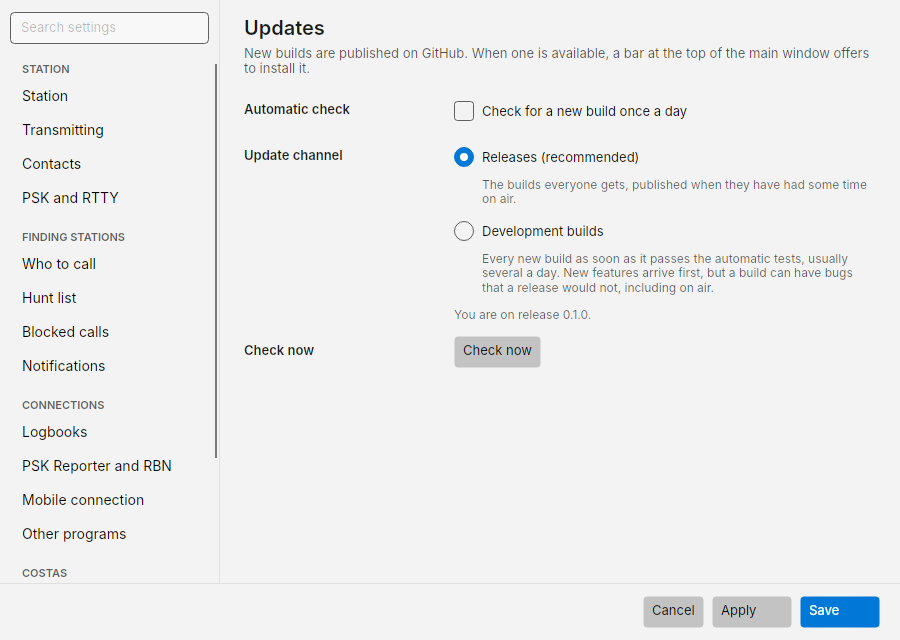 Search settings
STATION
Station
Transmitting
Contacts
PSK and RTTY
FINDING STATIONS
Who to call
Hunt list
Blocked calls
Notifications
CONNECTIONS
Logbooks
PSK Reporter and RBN
Mobile connection
Other programs
COSTAS
Updates
New builds are published on GitHub. When one is available, a bar at the top of the main window offers
to install it.
Automatic check
Check for a new build once a day
Update channel
Releases (recommended)
The builds everyone gets, published when they have had some time
on air.
Development builds
Every new build as soon as it passes the automatic tests, usually
several a day. New features arrive first, but a build can have bugs
that a release would not, including on air.
You are on release 0.1.0.
Check now
Check now
Cancel
Apply
Save